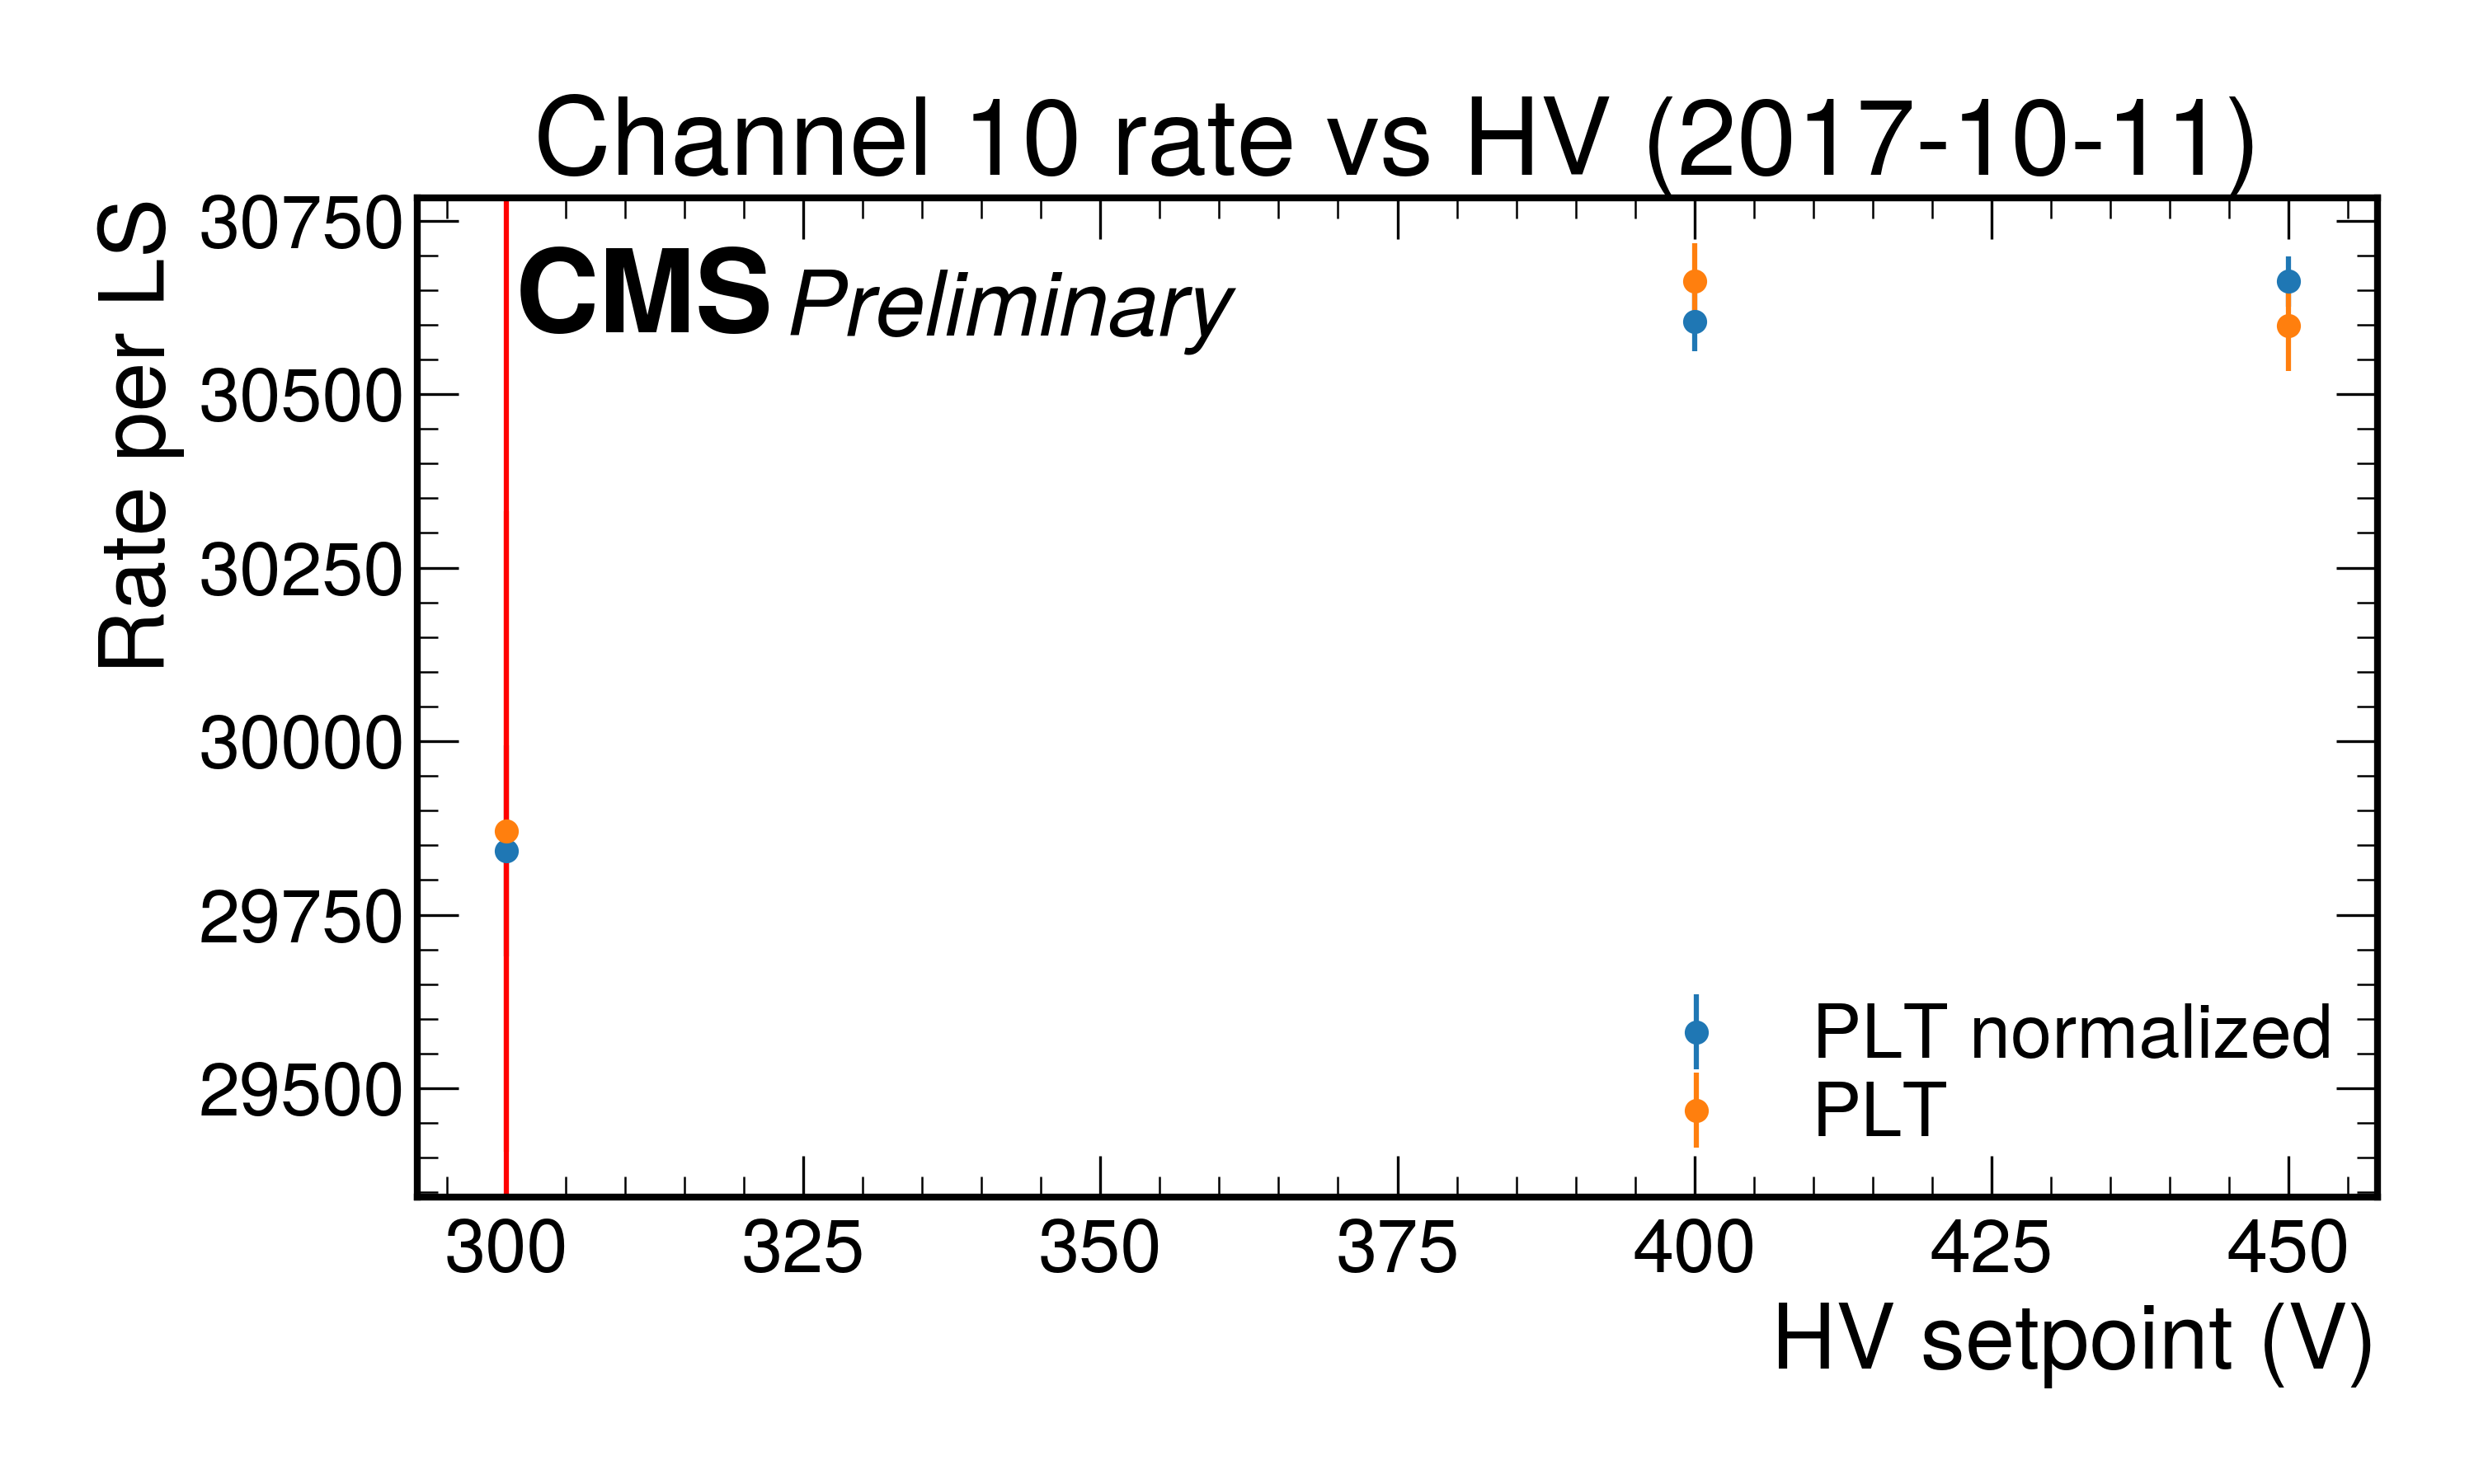 Channel 10 rate vs HV (2017-10-11)
CMS Preliminary
Rate per LS
30750
30500
30250
30000
29750
29500
PLT normalized
PLT
300 325 350 375 400 425 450
HV setpoint (V)